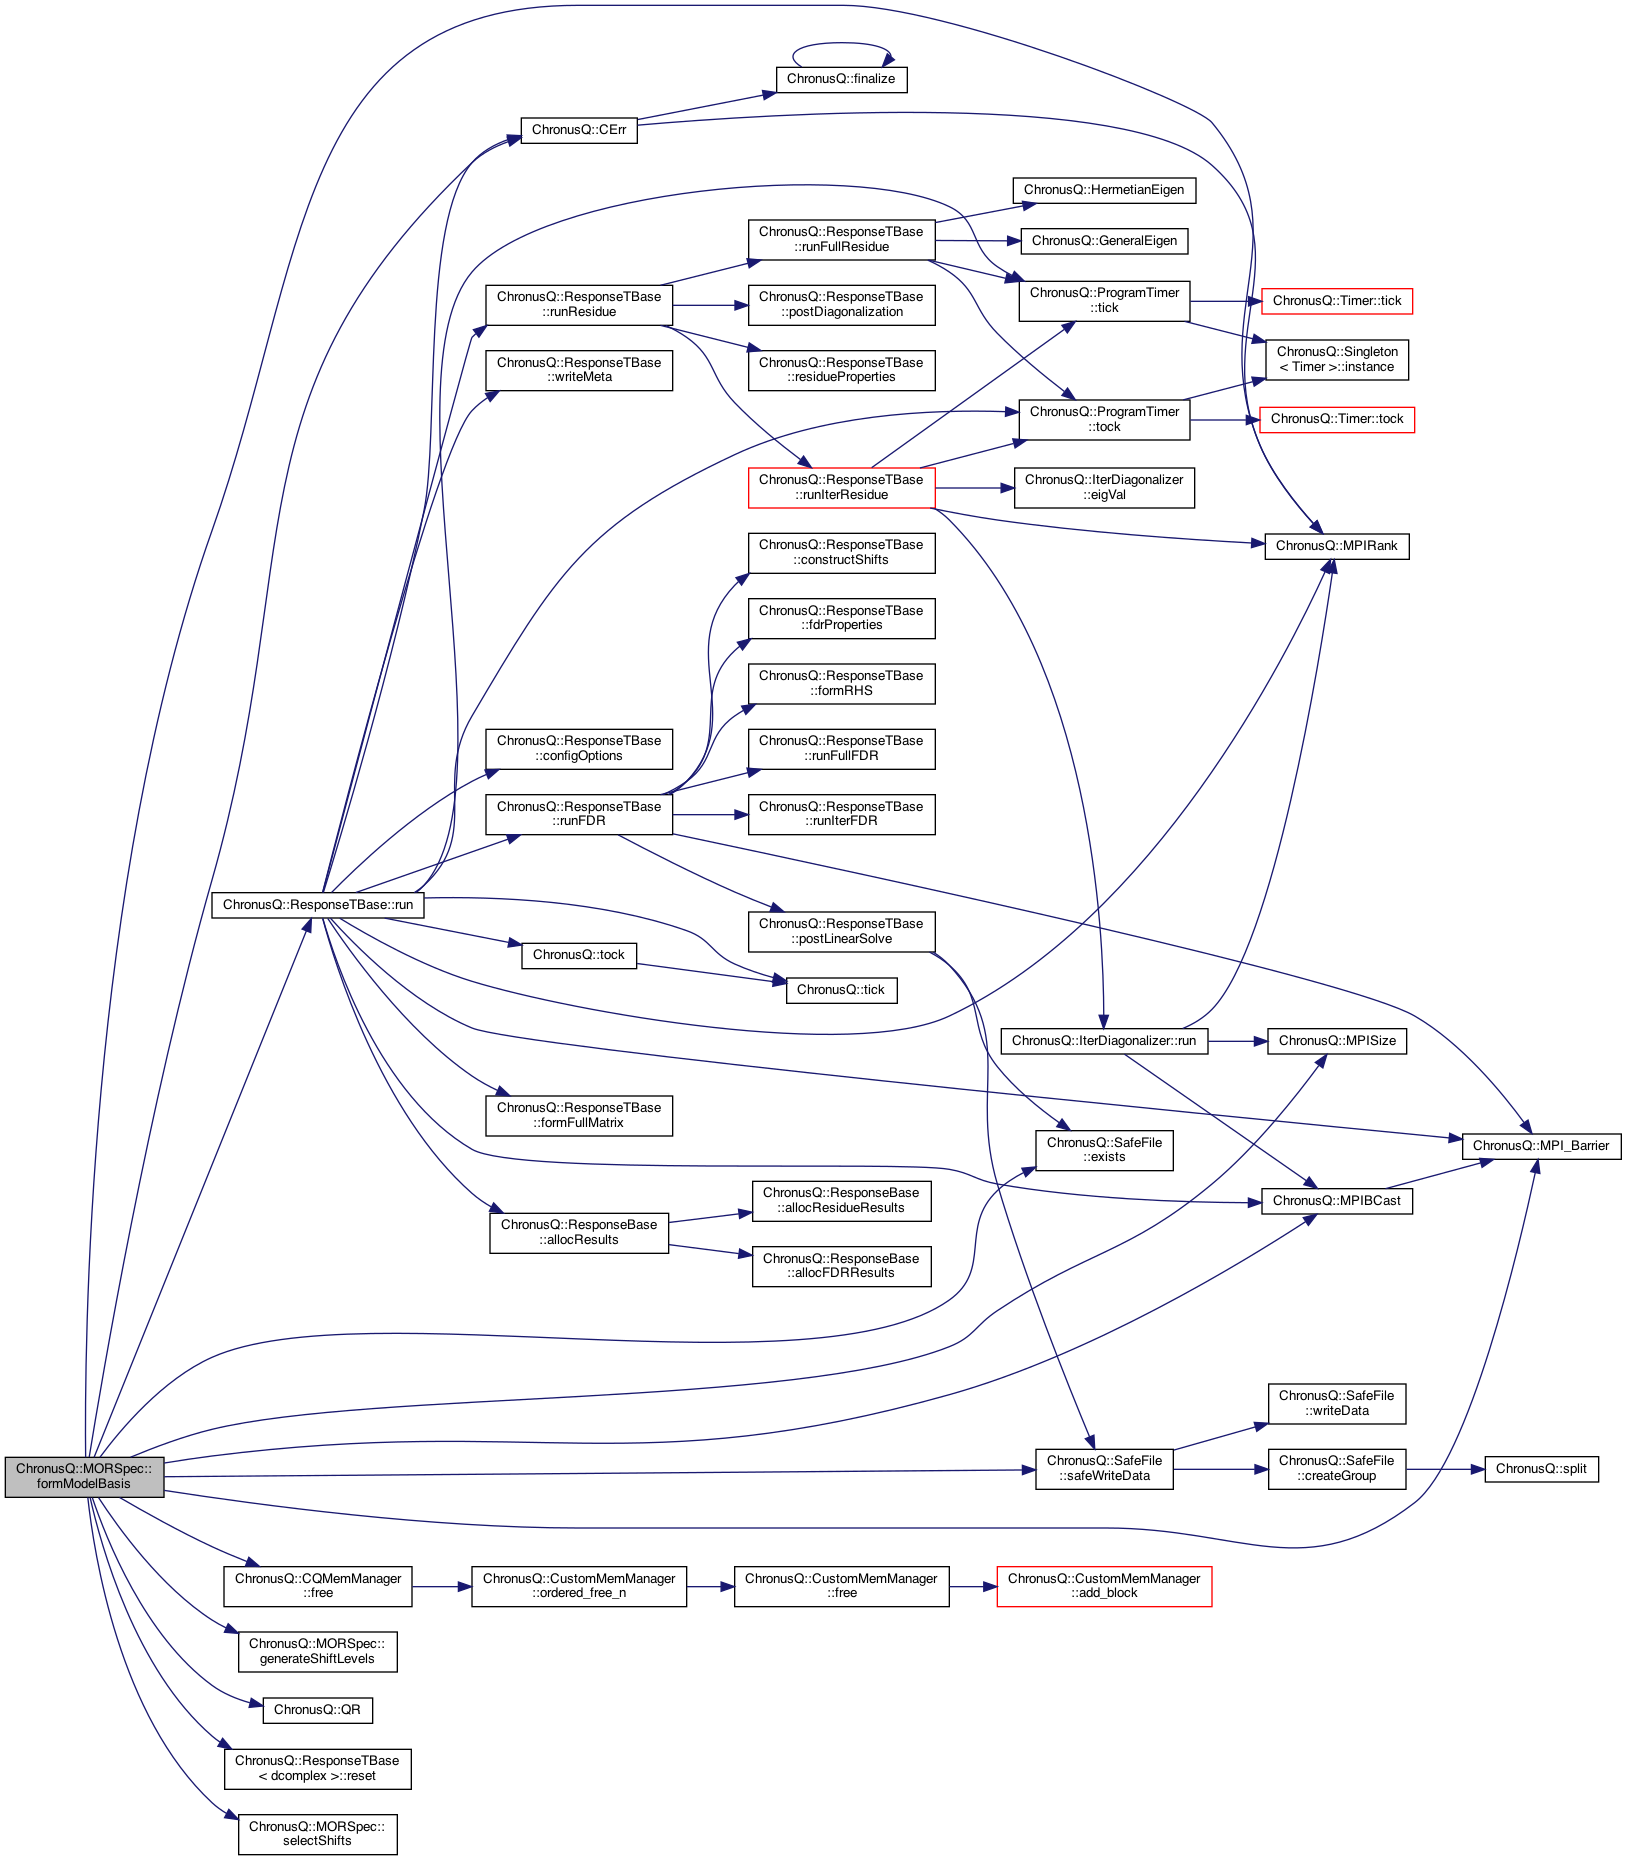 ChronusQ::finalize
ChronusQ::CErr
ChronusQ::HermetianEigen
ChronusQ::ResponseTBase
::runFullResidue
ChronusQ::GeneralEigen
ChronusQ::ProgramTimer
::tick
ChronusQ::Timer::tick
ChronusQ::ResponseTBase
::runResidue
ChronusQ::ResponseTBase
::postDiagonalization
ChronusQ::Singleton
< Timer >::instance
ChronusQ::ResponseTBase
::writeMeta
ChronusQ::ResponseTBase
::residueProperties
ChronusQ::ProgramTimer
::tock
ChronusQ::Timer::tock
ChronusQ::ResponseTBase
::runIterResidue
ChronusQ::IterDiagonalizer
::eigVal
ChronusQ::MPIRank
ChronusQ::ResponseTBase
::constructShifts
ChronusQ::ResponseTBase
::fdrProperties
ChronusQ::ResponseTBase
::formRHS
ChronusQ::ResponseTBase
::configOptions
ChronusQ::ResponseTBase
::runFullFDR
ChronusQ::ResponseTBase
::runFDR
ChronusQ::ResponseTBase
::runIterFDR
ChronusQ::ResponseTBase::run
ChronusQ::ResponseTBase
::postLinearSolve
ChronusQ::tock
ChronusQ::tick
ChronusQ::IterDiagonalizer::run
ChronusQ::MPISize
ChronusQ::ResponseTBase
::formFullMatrix
ChronusQ::SafeFile
::exists
ChronusQ::MPI_Barrier
ChronusQ::MPIBCast
ChronusQ::ResponseBase
::allocResidueResults
ChronusQ::ResponseBase
::allocResults
ChronusQ::ResponseBase
::allocFDRResults
ChronusQ::SafeFile
::writeData
ChronusQ::MORSpec::
formModelBasis
ChronusQ::SafeFile
::safeWriteData
ChronusQ::SafeFile
::createGroup
ChronusQ::split
ChronusQ::CQMemManager
::free
ChronusQ::CustomMemManager
::ordered_free_n
ChronusQ::CustomMemManager
::free
ChronusQ::CustomMemManager
::add_block
ChronusQ::MORSpec::
generateShiftLevels
ChronusQ::QR
ChronusQ::ResponseTBase
< dcomplex >::reset
ChronusQ::MORSpec::
selectShifts